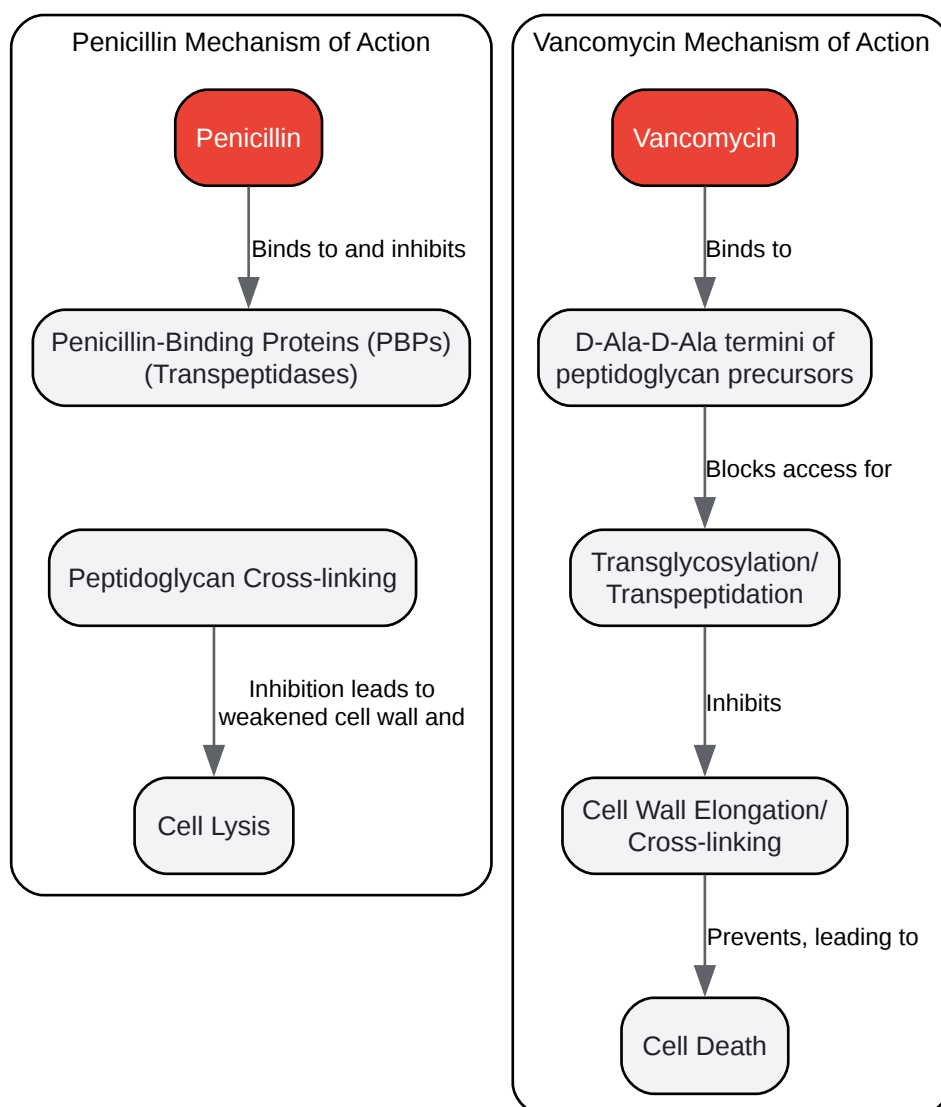 Penicillin Mechanism of Action
Penicillin
Binds to and inhibits
Penicillin-Binding Proteins (PBPs)
(Transpeptidases)
Peptidoglycan Cross-linking
Inhibition leads to
weakened cell wall and
Cell Lysis
Vancomycin Mechanism of Action
Vancomycin
Binds to
D-Ala-D-Ala termini of
peptidoglycan precursors
Blocks access for
Transglycosylation/
Transpeptidation
Inhibits
Cell Wall Elongation/
Cross-linking
Prevents, leading to
Cell Death